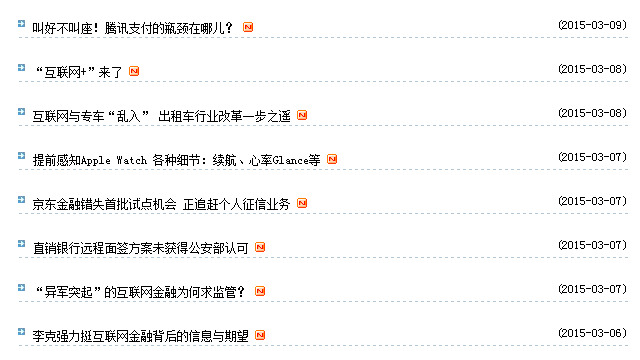 叫好不叫座！腾讯支付的瓶颈在哪儿？ (2015-03-09)
“互联网+”来了 (2015-03-08)
互联网与专车“乱入” 出租车行业改革一步之遥 (2015-03-08)
提前感知Apple Watch 各种细节：续航、心率Glance等 (2015-03-07)
京东金融错失首批试点机会 正追赶个人征信业务 (2015-03-07)
直销银行远程面签方案未获得公安部认可 (2015-03-07)
“异军突起”的互联网金融为何求监管？ (2015-03-07)
李克强力挺互联网金融背后的信息与期望 (2015-03-06)